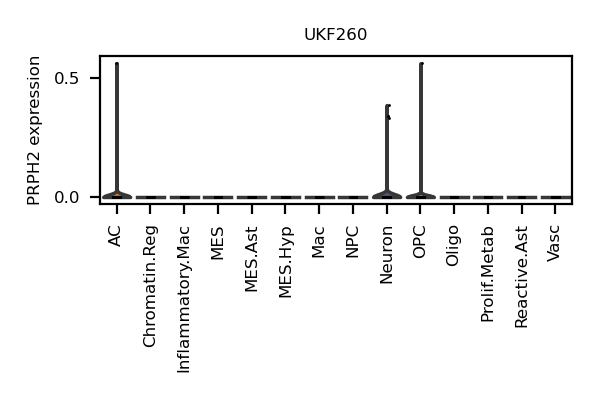 UKF260
PRPH2 expression
0.5
0.0
AC
Chromatin.Reg
Inflammatory.Mac
MES
MES.Ast
MES.Hyp
Mac
NPC
Neuron
OPC
Oligo
Prolif.Metab
Reactive.Ast
Vasc